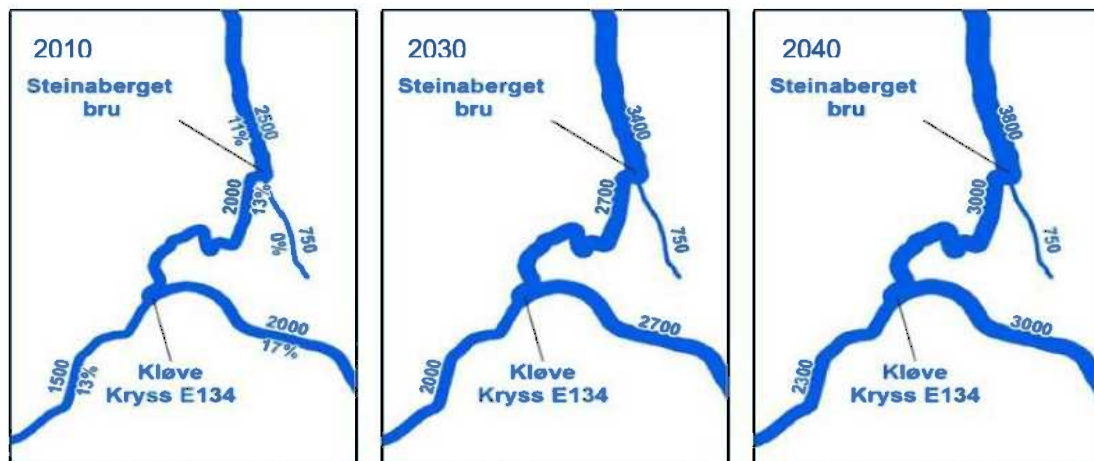 2010
Steinaberget
bru
2500
11%
2000
13%
750
0%
2000
17%
1500
13%
Kløve
Kryss E134
2030
Steinaberget
bru
3400
2700
750
2700
2000
Kløve
Kryss E134
2040
Steinaberget
bru
3800
3000
750
3000
2300
Kløve
Kryss E134